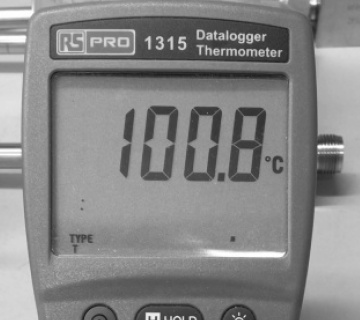 RS PRO 1315 Datalogger
Thermometer
100.8 °C
:
TYPE
T
H HOLD